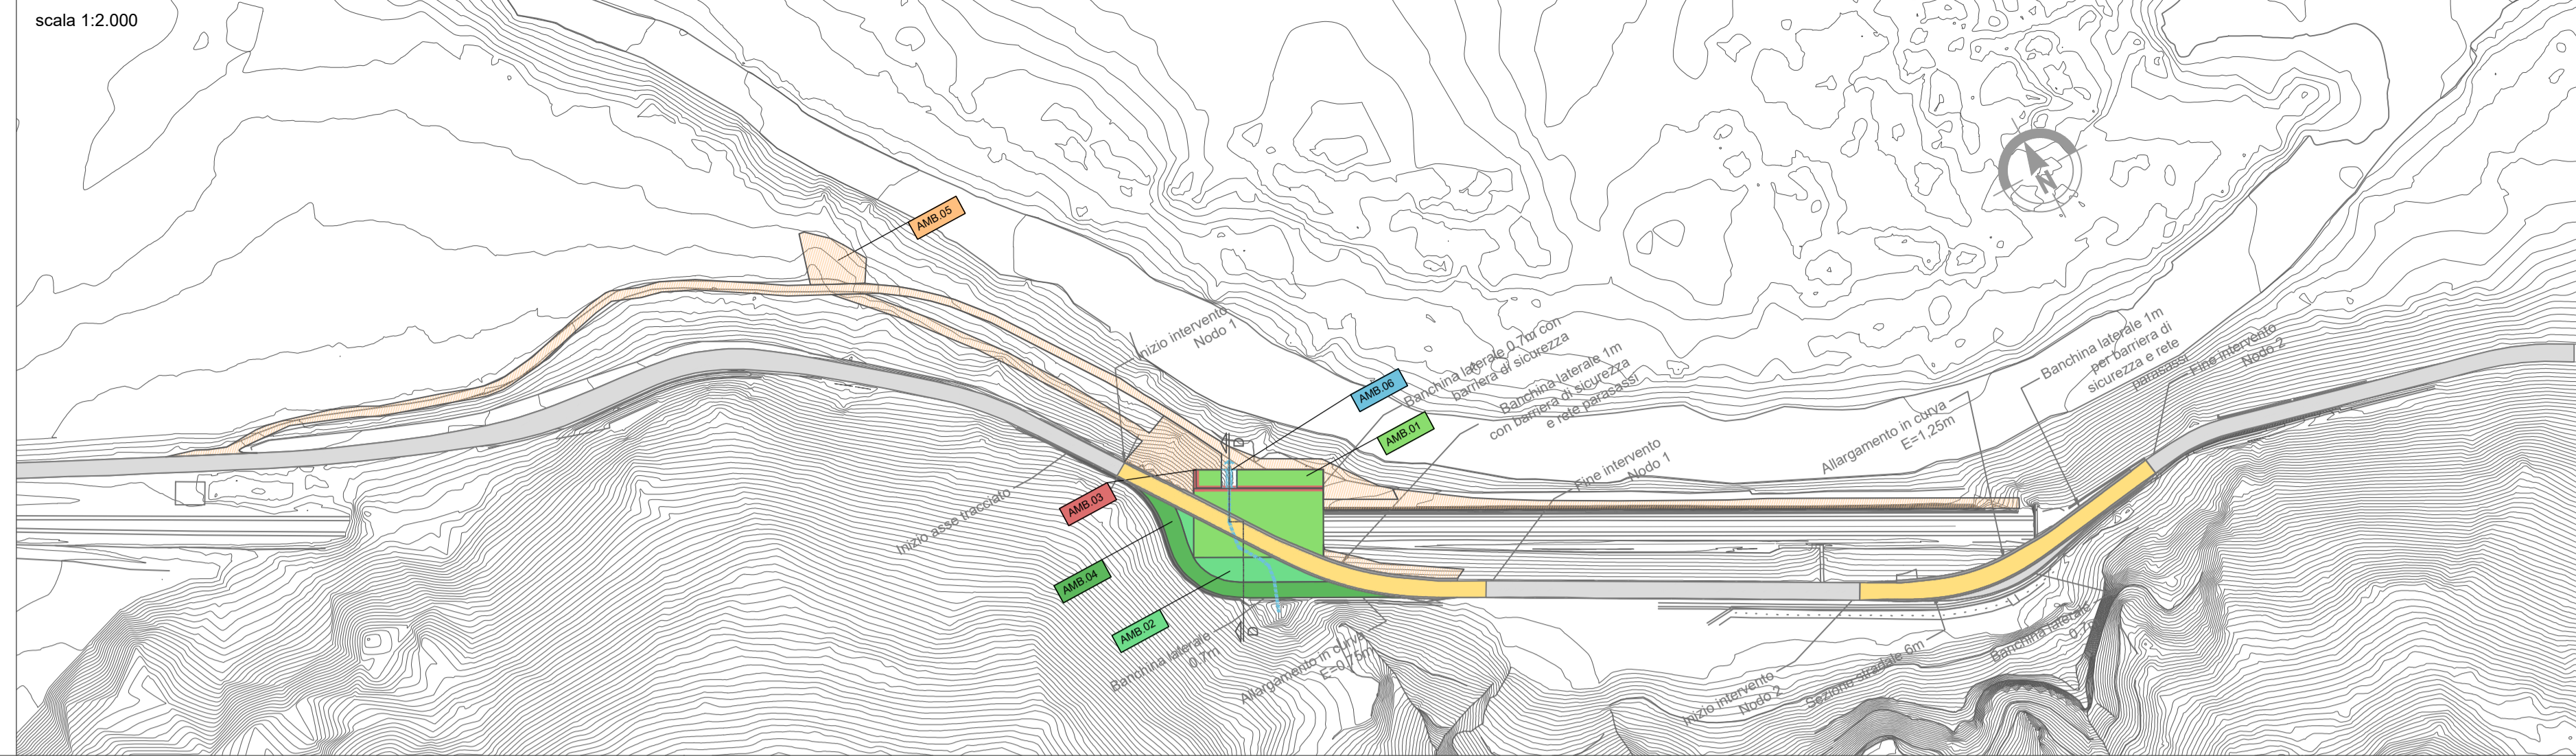 scala 1:2.000
AMB.05
N
Inizio intervento
Nodo 1
Banchina laterale 0.7m con
barriera di sicurezza
Banchina laterale 1m
con barriera di sicurezza
e rete parasassi
AMB.06
AMB.01
Banchina laterale 1m
per barriera di
sicurezza e rete
parasassi
Fine intervento
Nodo 2
Allargamento in curva
E=1,25m
Fine intervento
Nodo 1
AMB.03
Inizio asse tracciato
AMB.04
AMB.02
Banchina laterale
0.7m
Allargamento in curva
E=0,75m
Inizio intervento
Nodo 2
Sezione stradale 6m
Banchina laterale